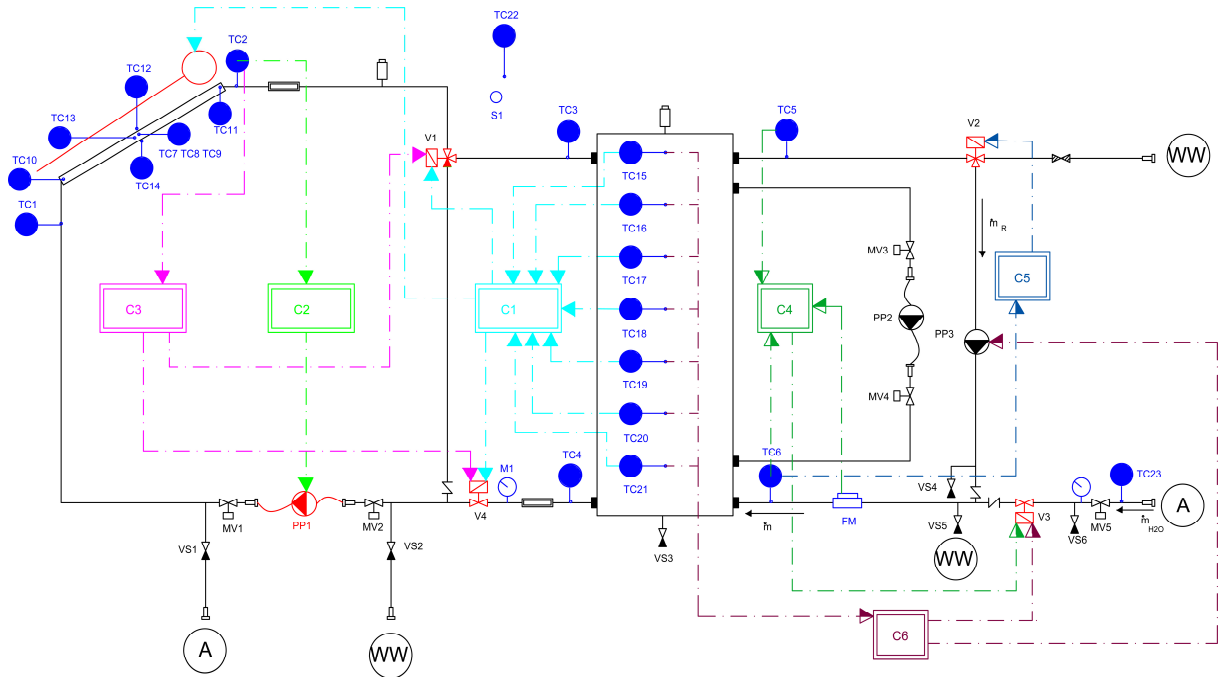 TC22
TC2
TC12
S1
TC3
TC5
V2
V1
TC13
TC11
TC7 TC8 TC9
TC10
TC14
TC15
WW
TC1
TC16
ṁ R
MV3
TC17
C5
C3
C2
C1
C4
PP2
PP3
TC18
TC19
MV4
TC20
TC21
M1
TC4
TC6
VS4
TC23
A
PP1
MV1
MV2
V4
ṁ
FM
VS5
V3
VS6
MV5
ṁ H2O
VS1
VS2
VS3
WW
C6
A
WW